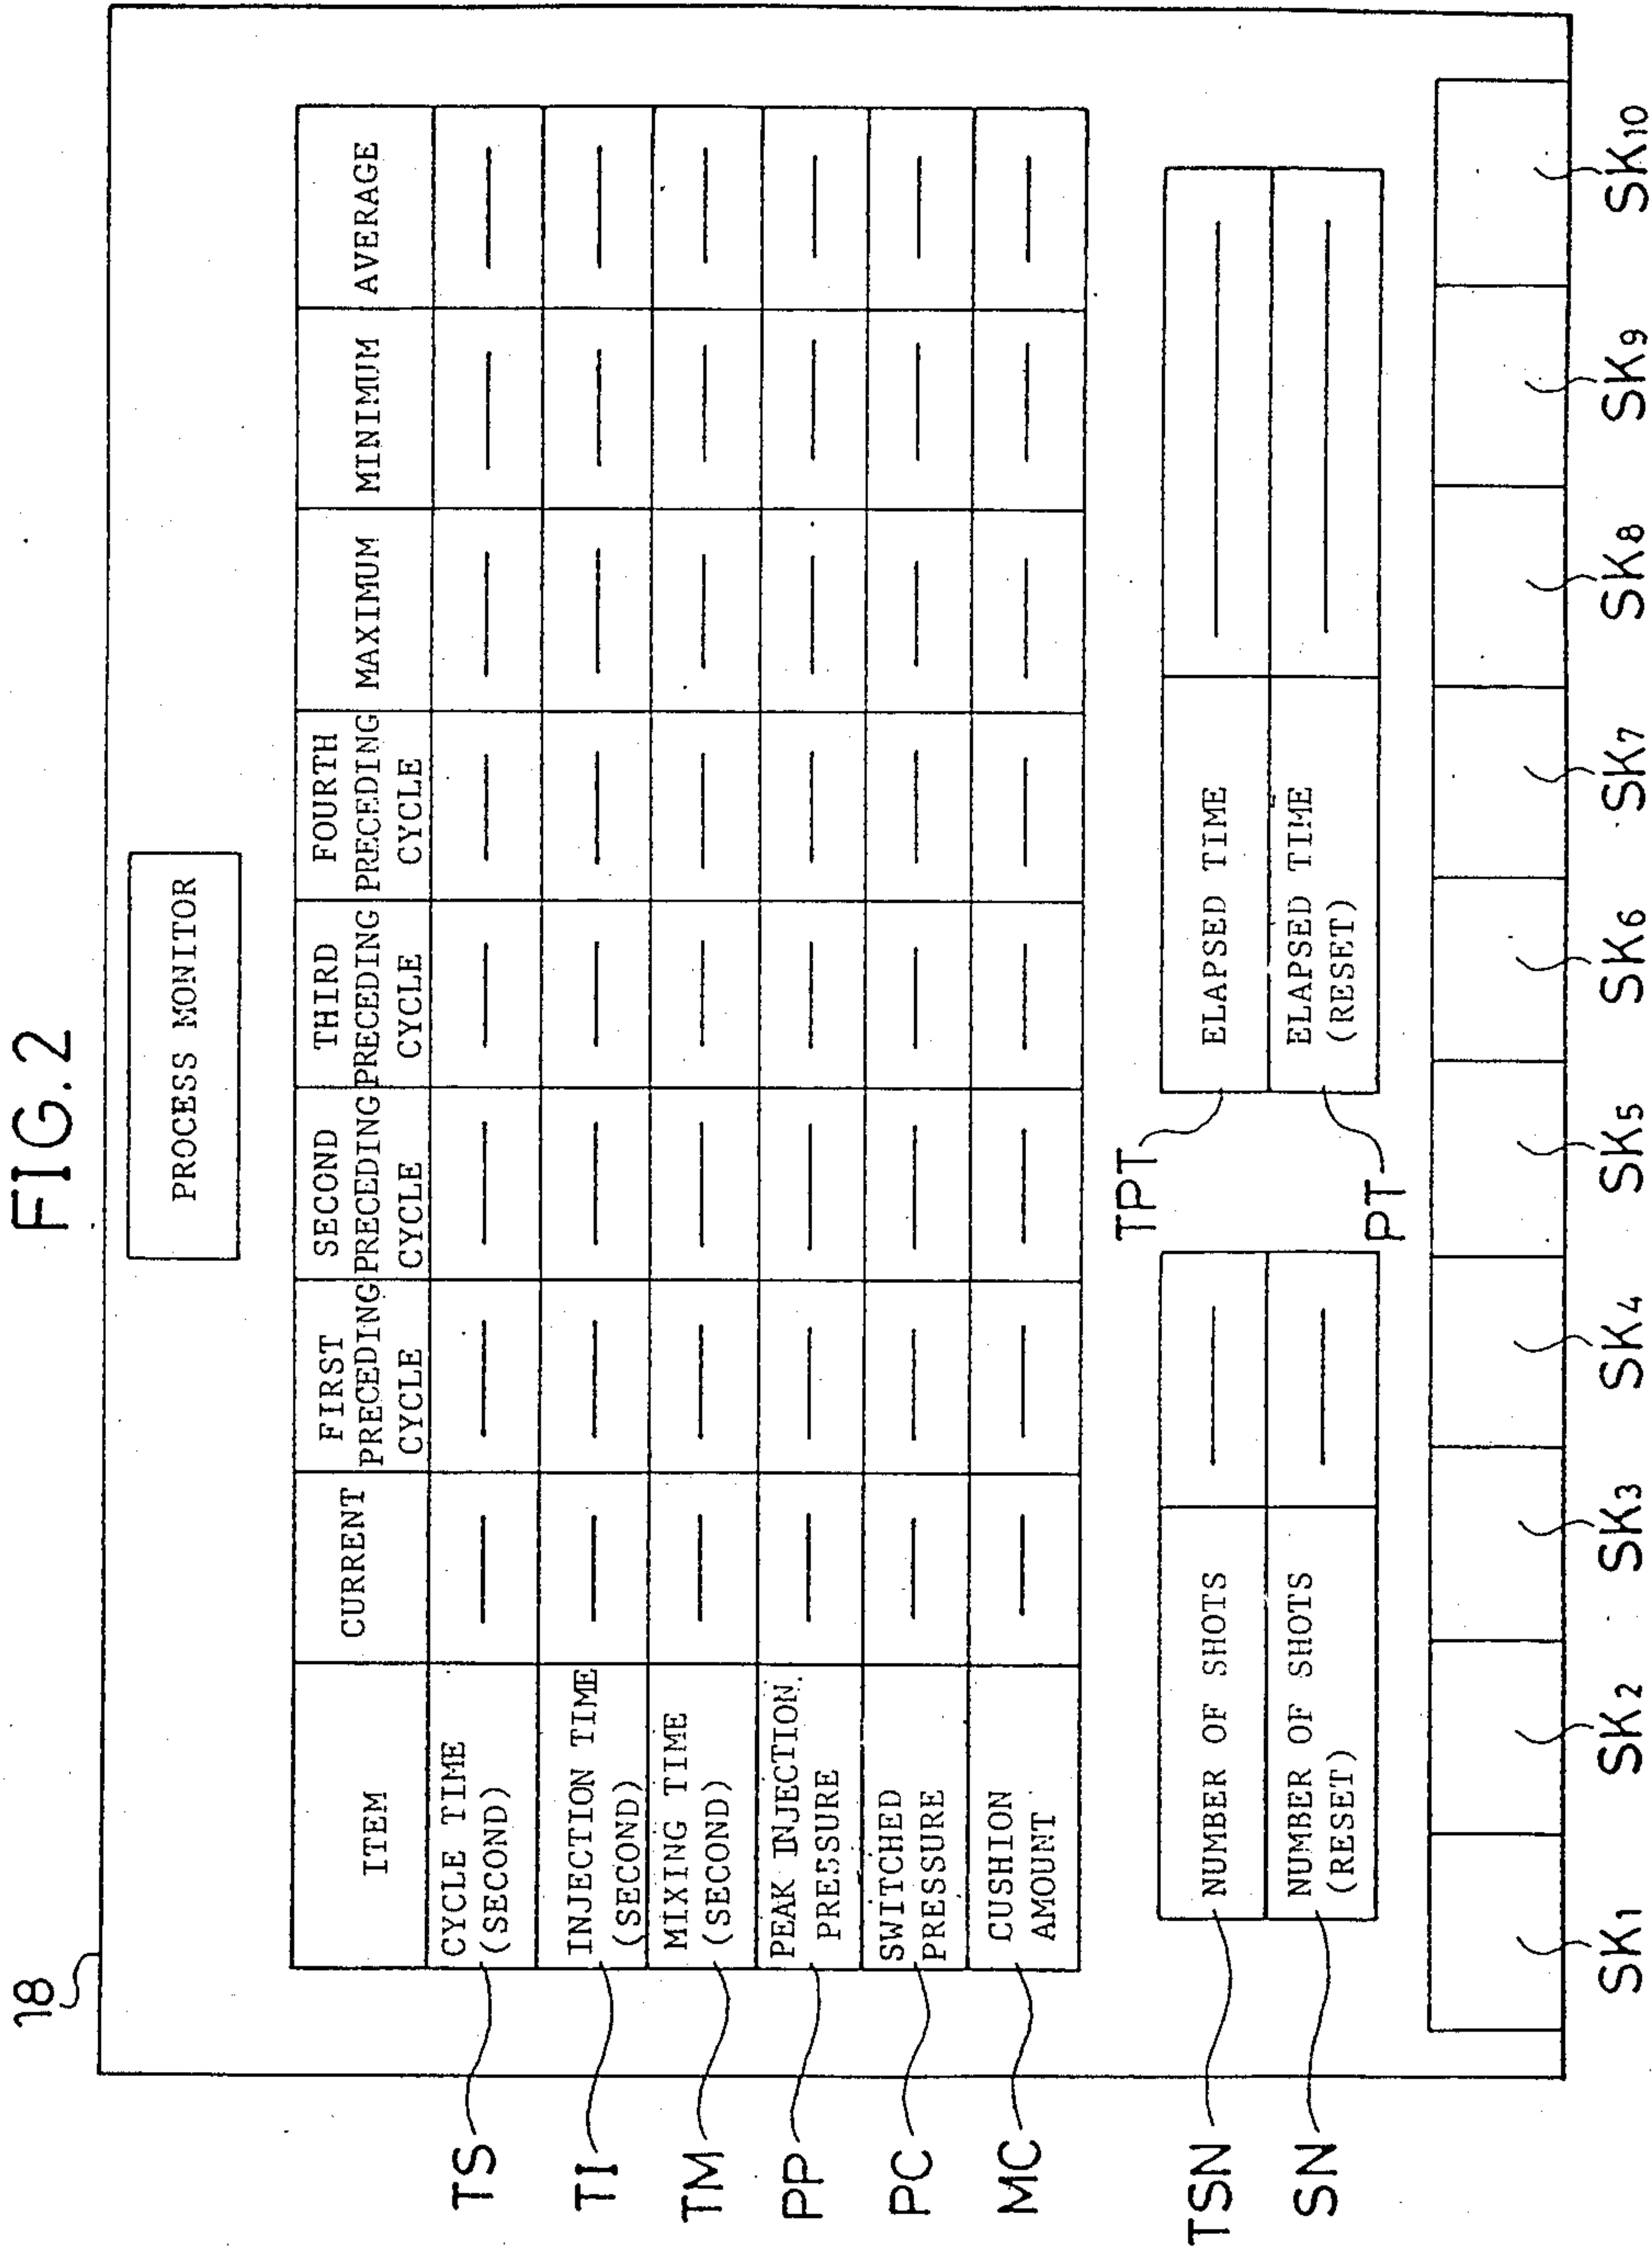 FIG.2
18
PROCESS MONITOR
ITEM
CURRENT
FIRST
PRECEDING
CYCLE
SECOND
PRECEDING
CYCLE
THIRD
PRECEDING
CYCLE
FOURTH
PRECEDING
CYCLE
MAXIMUM
MINIMUM
AVERAGE
TS
CYCLE TIME
(SECOND)
TI
INJECTION TIME
(SECOND)
TM
MIXING TIME
(SECOND)
PP
PEAK INJECTION
PRESSURE
PC
SWITCHED
PRESSURE
MC
CUSHION
AMOUNT
TSN
NUMBER OF SHOTS
SN
NUMBER OF SHOTS
(RESET)
TPT
ELAPSED TIME
PT
ELAPSED TIME
(RESET)
SK1
SK2
SK3
SK4
SK5
SK6
SK7
SK8
SK9
SK10